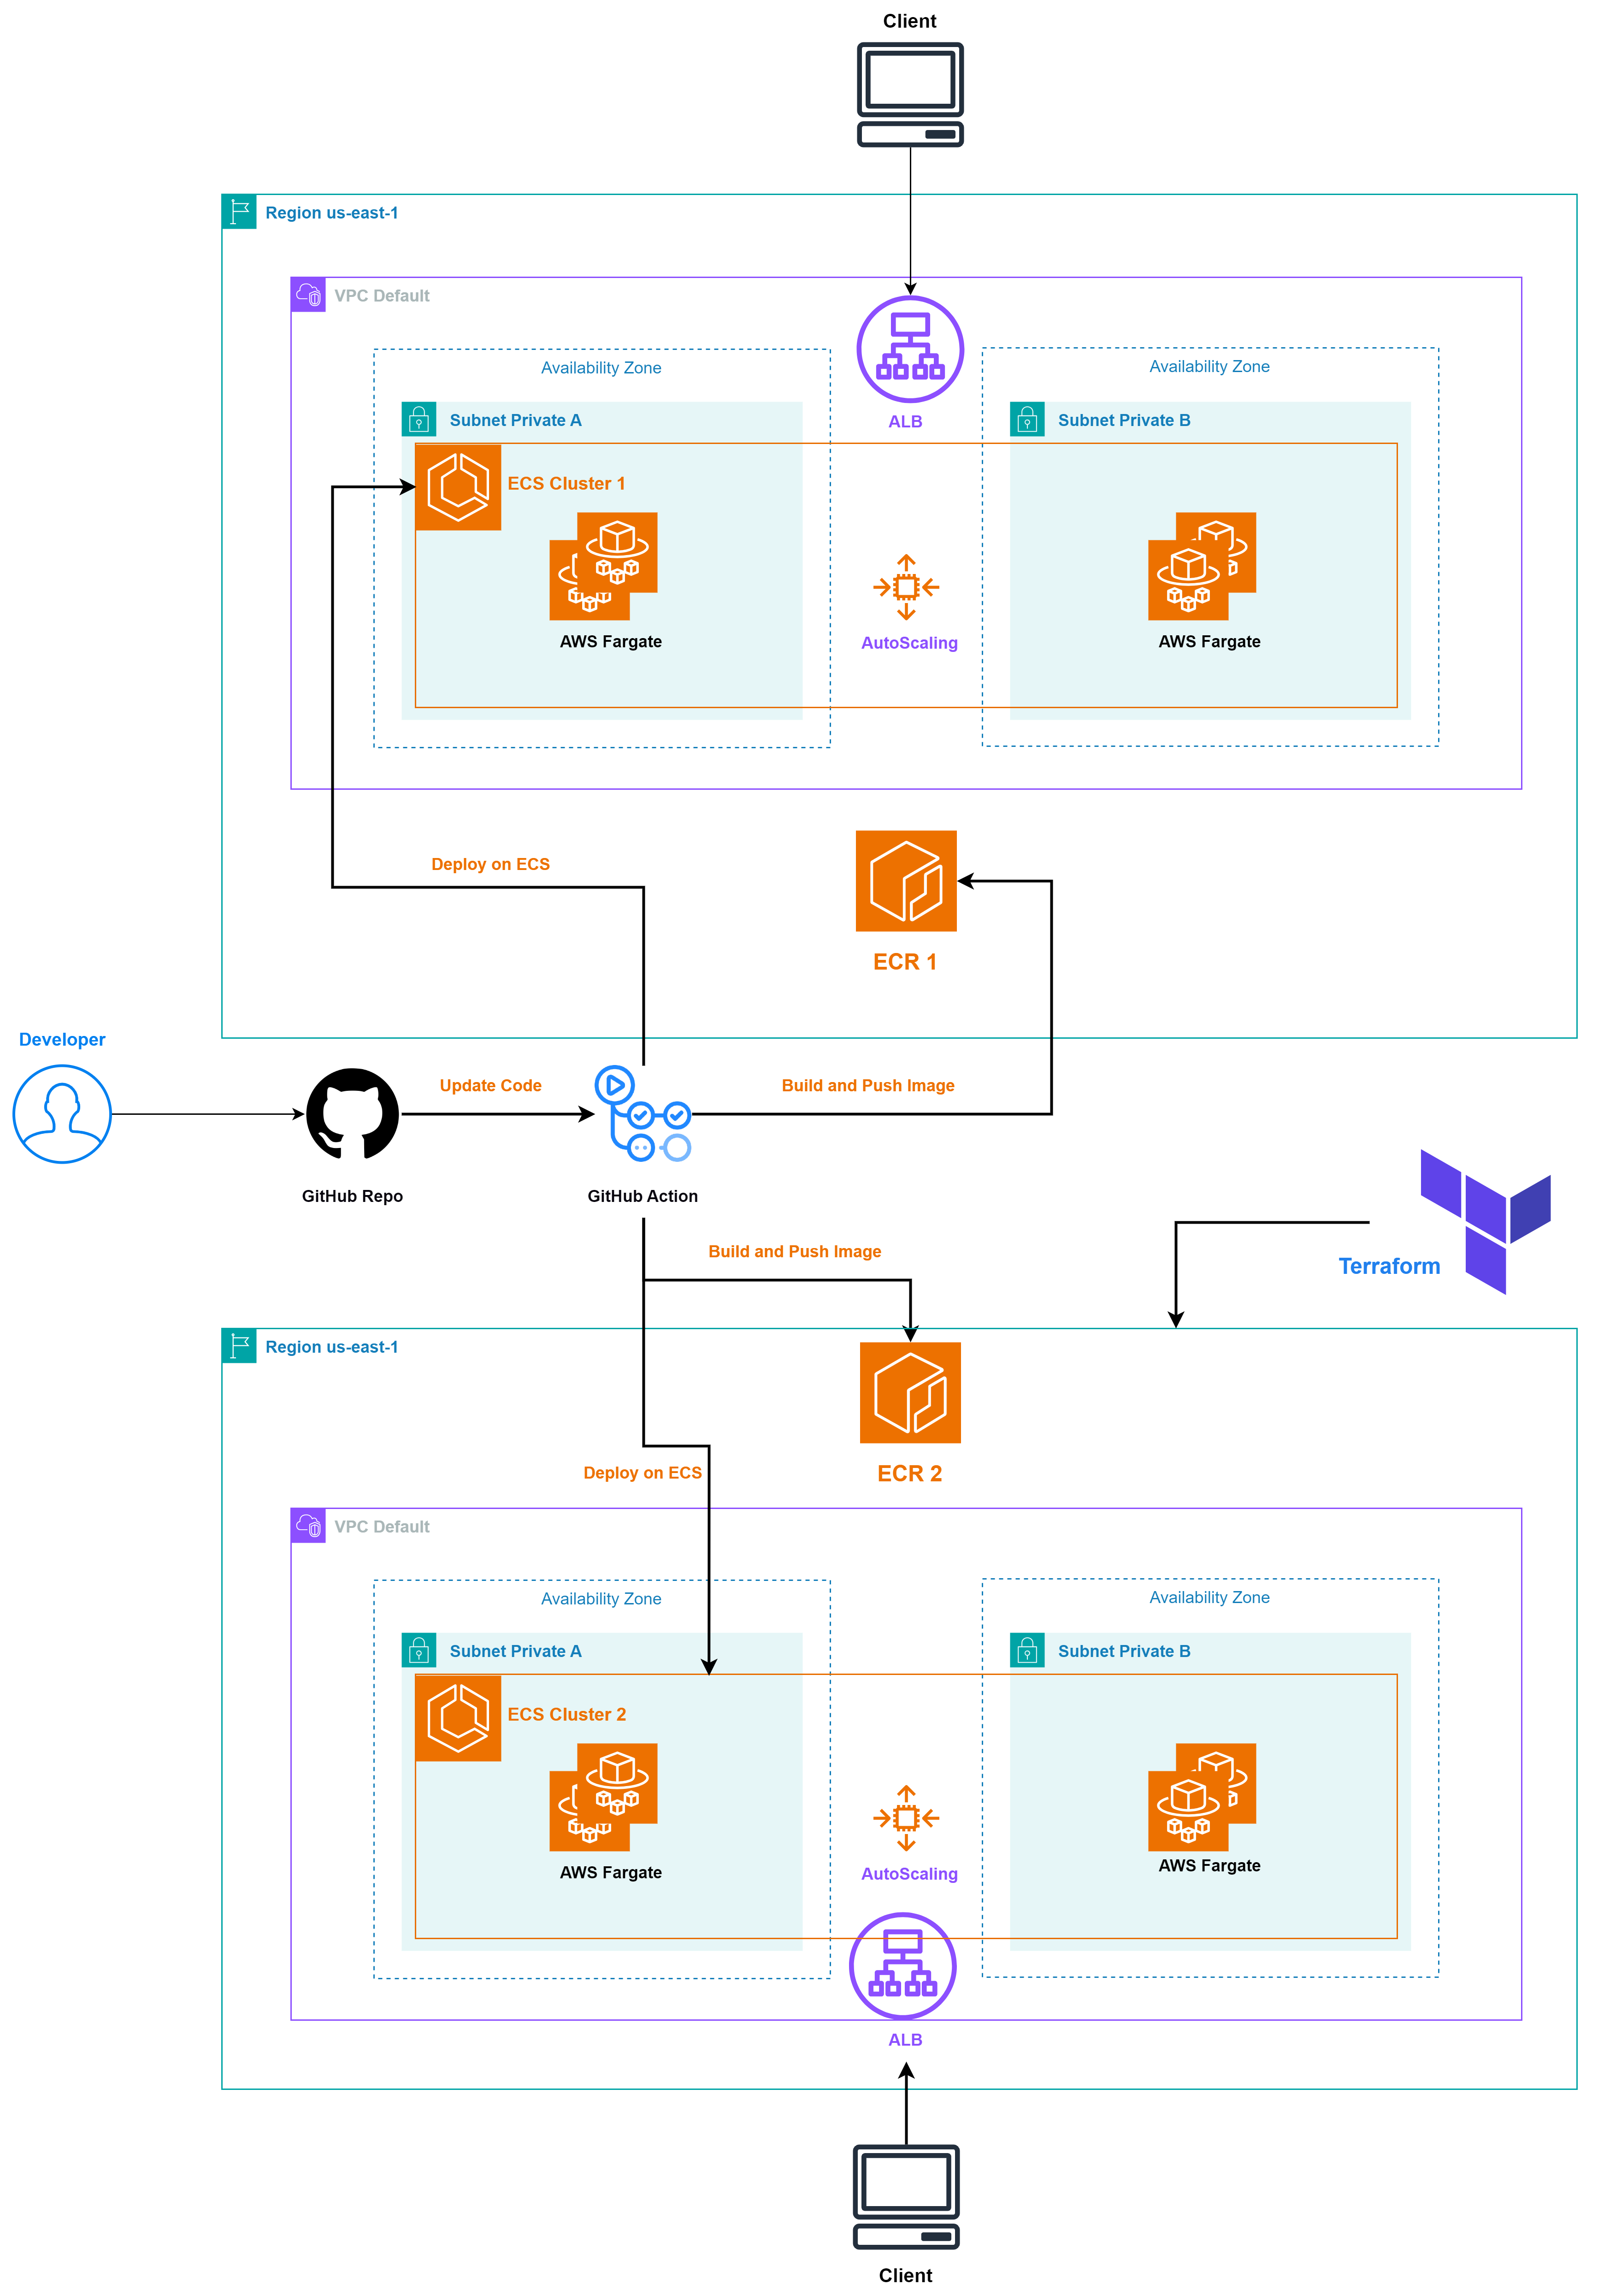 Client
Region us-east-1
VPC Default
Availability Zone
Availability Zone
Subnet Private A
ALB
Subnet Private B
ECS Cluster 1
AWS Fargate
AutoScaling
AWS Fargate
Deploy on ECS
ECR 1
Developer
Update Code
Build and Push Image
GitHub Repo
GitHub Action
Build and Push Image
Terraform
Region us-east-1
Deploy on ECS
ECR 2
VPC Default
Availability Zone
Availability Zone
Subnet Private A
Subnet Private B
ECS Cluster 2
AWS Fargate
AutoScaling
AWS Fargate
ALB
Client